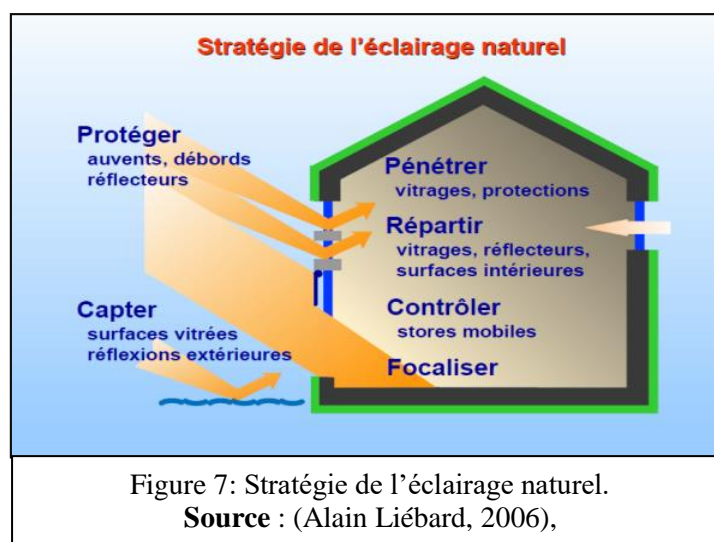 Stratégie de l'éclairage naturel
Protéger
auvents, débords
réflecteurs
Capter
surfaces vitrées
réflexions extérieures
Pénétrer
vitrages, protections
Répartir
vitrages, réflecteurs,
surfaces intérieures
Contrôler
stores mobiles
Focaliser
Figure 7: Stratégie de l'éclairage naturel.
Source : (Alain Liébard, 2006),